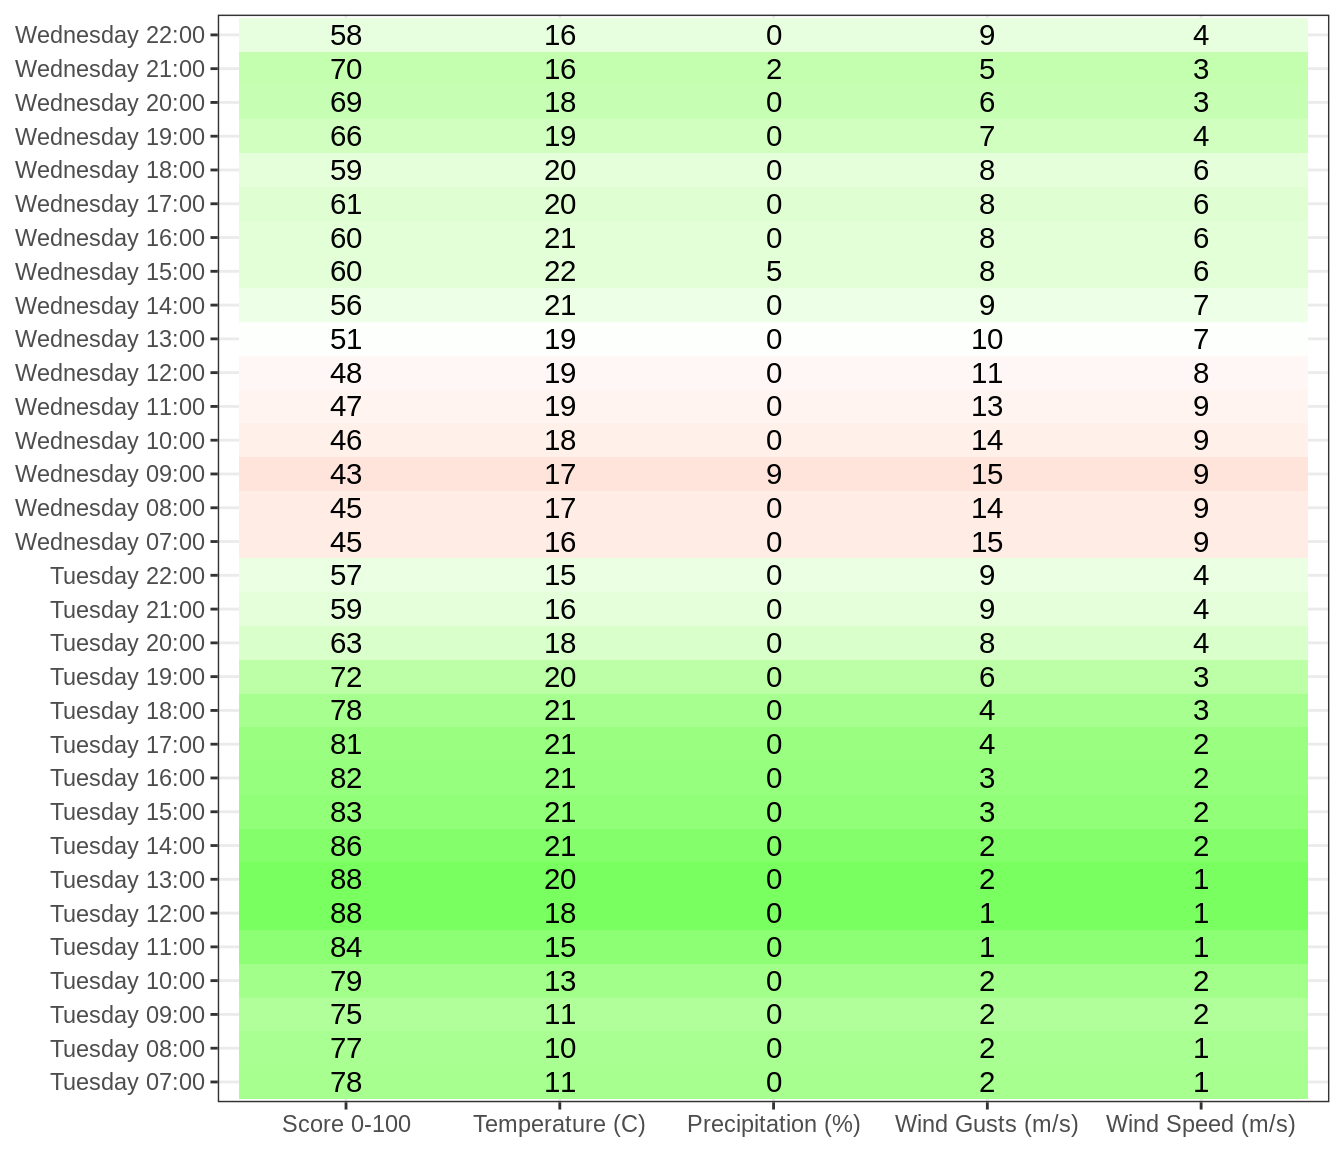 Wednesday 22:00 58 16 0 9 4
Wednesday 21:00 70 16 2 5 3
Wednesday 20:00 69 18 0 6 3
Wednesday 19:00 66 19 0 7 4
Wednesday 18:00 59 20 0 8 6
Wednesday 17:00 61 20 0 8 6
Wednesday 16:00 60 21 0 8 6
Wednesday 15:00 60 22 5 8 6
Wednesday 14:00 56 21 0 9 7
Wednesday 13:00 51 19 0 10 7
Wednesday 12:00 48 19 0 11 8
Wednesday 11:00 47 19 0 13 9
Wednesday 10:00 46 18 0 14 9
Wednesday 09:00 43 17 9 15 9
Wednesday 08:00 45 17 0 14 9
Wednesday 07:00 45 16 0 15 9
Tuesday 22:00 57 15 0 9 4
Tuesday 21:00 59 16 0 9 4
Tuesday 20:00 63 18 0 8 4
Tuesday 19:00 72 20 0 6 3
Tuesday 18:00 78 21 0 4 3
Tuesday 17:00 81 21 0 4 2
Tuesday 16:00 82 21 0 3 2
Tuesday 15:00 83 21 0 3 2
Tuesday 14:00 86 21 0 2 2
Tuesday 13:00 88 20 0 2 1
Tuesday 12:00 88 18 0 1 1
Tuesday 11:00 84 15 0 1 1
Tuesday 10:00 79 13 0 2 2
Tuesday 09:00 75 11 0 2 2
Tuesday 08:00 77 10 0 2 1
Tuesday 07:00 78 11 0 2 1
Score 0-100 Temperature (C) Precipitation (%) Wind Gusts (m/s) Wind Speed (m/s)